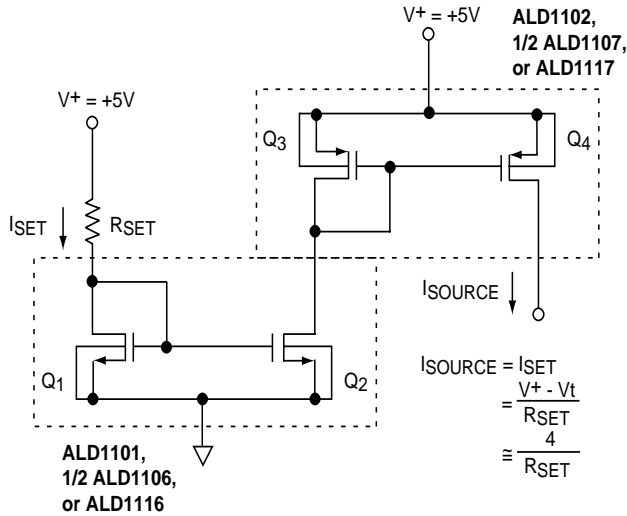 V+ = +5V
ALD1102,
1/2 ALD1107,
or ALD1117
V+ = +5V
Q3
Q4
ISET
RSET
ISOURCE
Q1
Q2
ISOURCE = ISET
= V+ - Vt / RSET
≅ 4 / RSET
ALD1101,
1/2 ALD1106,
or ALD1116